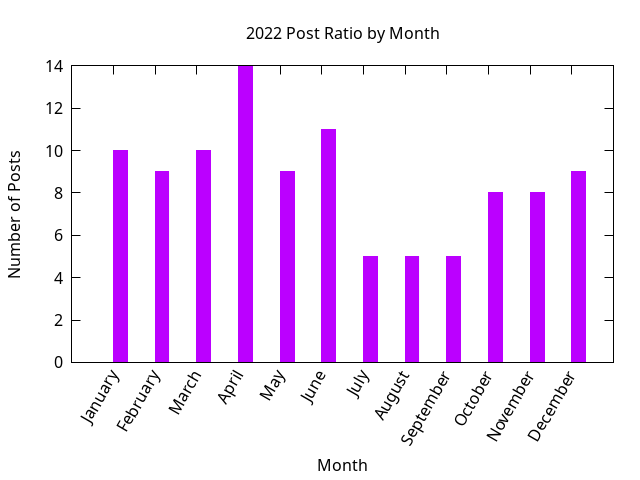 2022 Post Ratio by Month
14
12
10
8
6
4
2
0
Number of Posts
January
February
March
April
May
June
July
August
September
October
November
December
Month